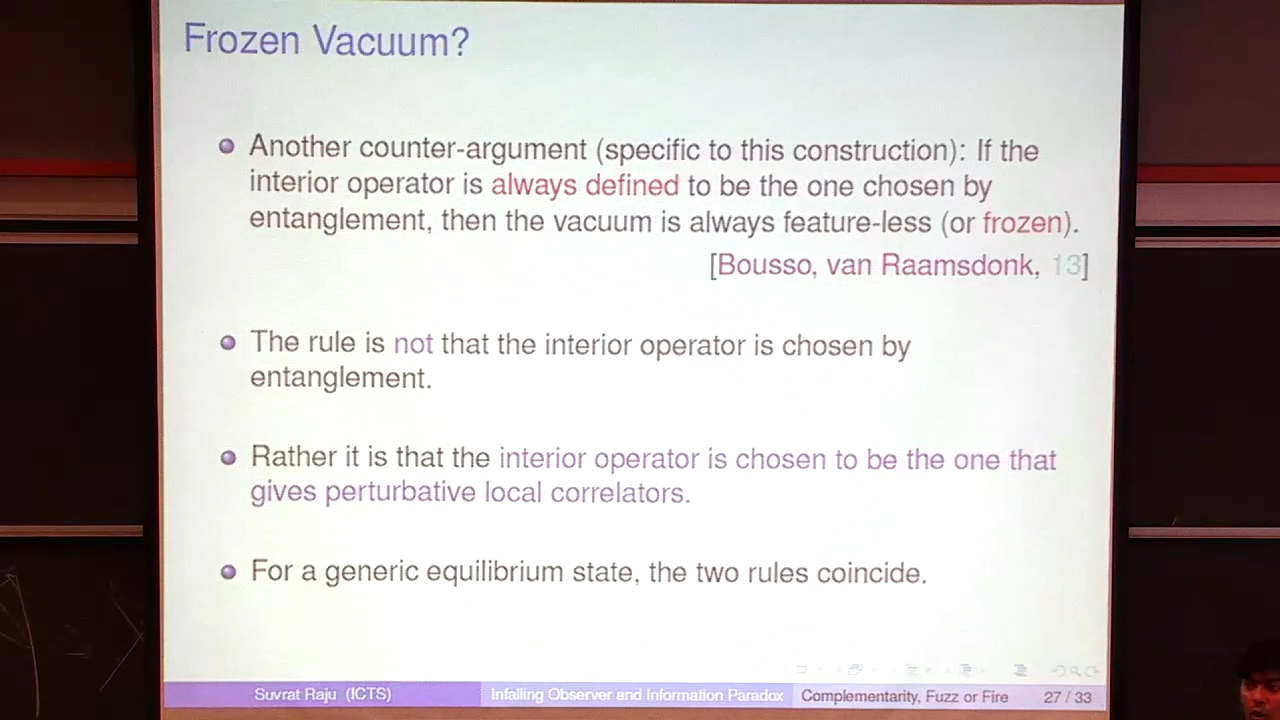 Frozen Vacuum?
Another counter-argument (specific to this construction): If the
interior operator is always defined to be the one chosen by
entanglement, then the vacuum is always feature-less (or frozen).
[Bousso, van Raamsdonk, 13]
The rule is not that the interior operator is chosen by
entanglement.
Rather it is that the interior operator is chosen to be the one that
gives perturbative local correlators.
For a generic equilibrium state, the two rules coincide.
Suvrat Raju (ICTS) Infalling Observer and Information Paradox Complementarity, Fuzz or Fire 27 / 33